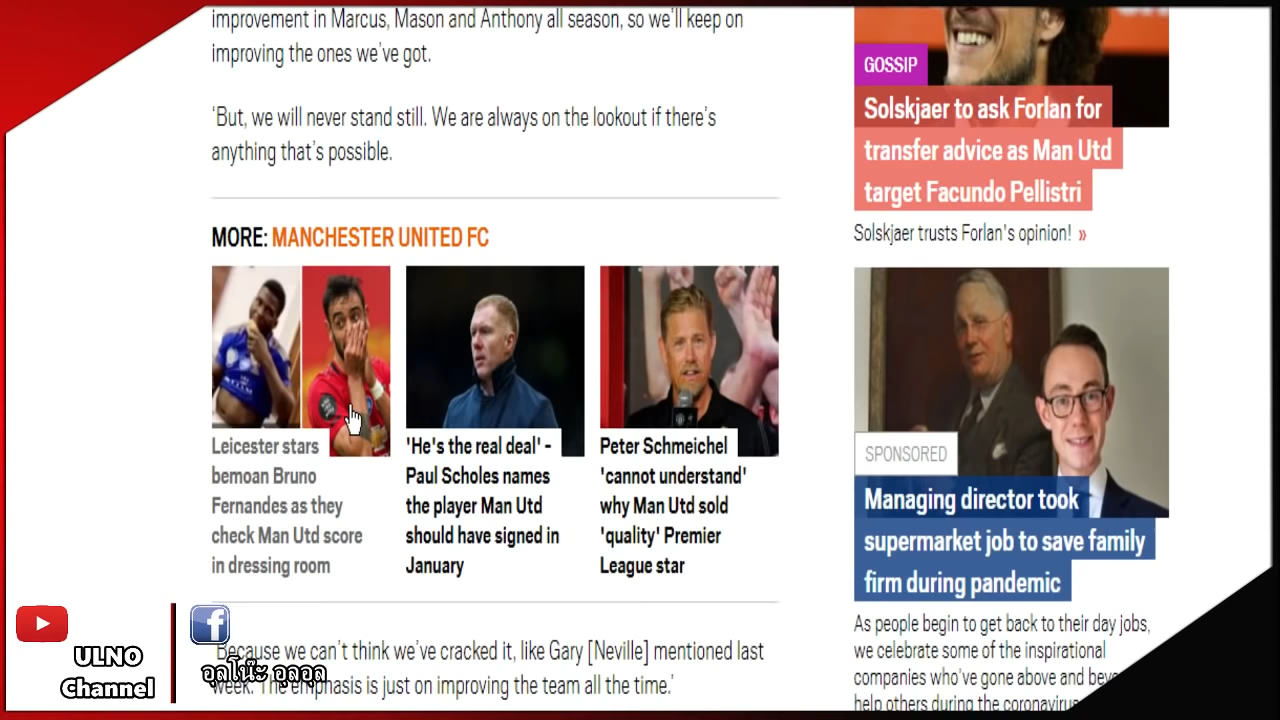 improvement in Marcus, Mason and Anthony all season, so we'll keep on
improving the ones we've got.
'But, we will never stand still. We are always on the lookout if there's
anything that's possible.
MORE: MANCHESTER UNITED FC
Leicester stars
bemoan Bruno
Fernandes as they
check Man Utd score
in dressing room
'He's the real deal' –
Paul Scholes names
the player Man Utd
should have signed in
January
Peter Schmeichel
'cannot understand'
why Man Utd sold
'quality' Premier
League star
'Because we can't think we've cracked it, like Gary [Neville] mentioned last
week. The emphasis is just on improving the team all the time.'
GOSSIP
Solskjaer to ask Forlan for
transfer advice as Man Utd
target Facundo Pellistri
Solskjaer trusts Forlan's opinion! »
SPONSORED
Managing director took
supermarket job to save family
firm during pandemic
As people begin to get back to their day jobs,
we celebrate some of the inspirational
companies who've gone above and
help others during the coronavirus
ULNO
Channel
อุลโน๊ะ อุลอุล